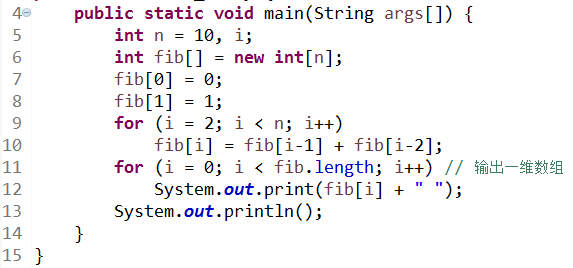 4 public static void main(String args[]) {
5 int n = 10, i;
6 int fib[] = new int[n];
7 fib[0] = 0;
8 fib[1] = 1;
9 for (i = 2; i < n; i++)
10 fib[i] = fib[i-1] + fib[i-2];
11 for (i = 0; i < fib.length; i++) // 输出一维数组
12 System.out.print(fib[i] + " ");
13 System.out.println();
14 }
15 }